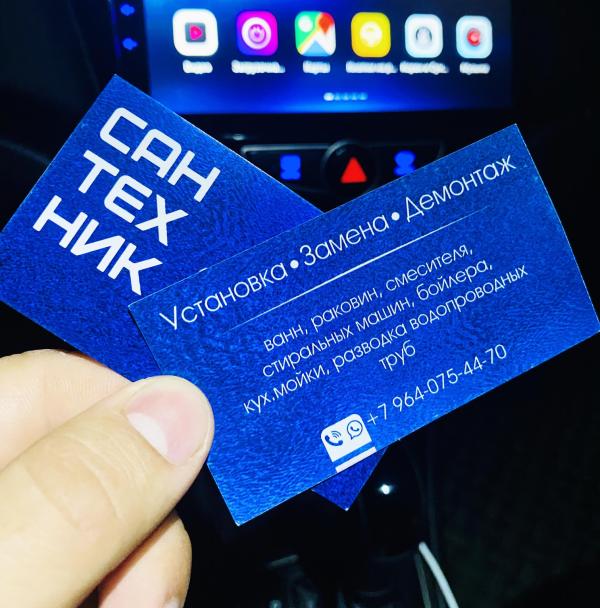 САН
ТЕХ
НИК
Установка • Замена • Демонтаж
ванн, раковин, смесителя,
стиральных машин, бойлера,
кух.мойки, разводка водопроводных
труб
+7 964-075-44-70